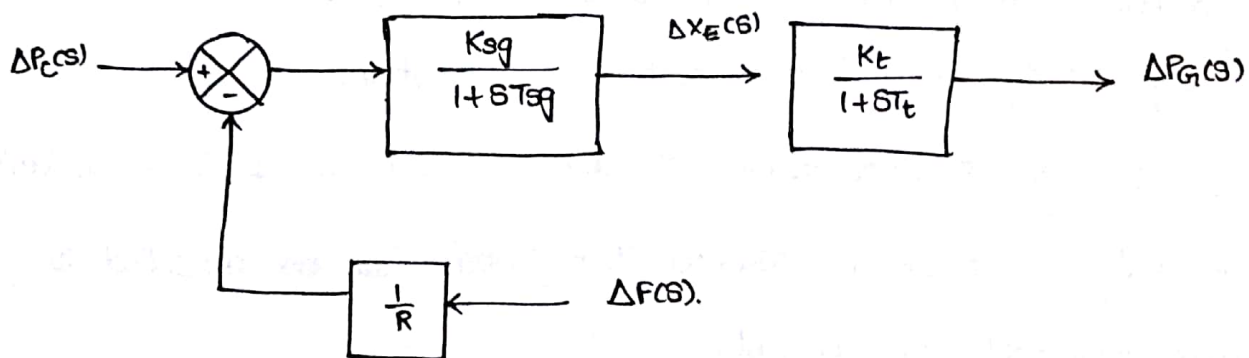 ΔPc(S)
+
-
Ksg
1+STsg
ΔXE(S)
Kt
1+STt
ΔPG(S)
1
R
ΔF(S).